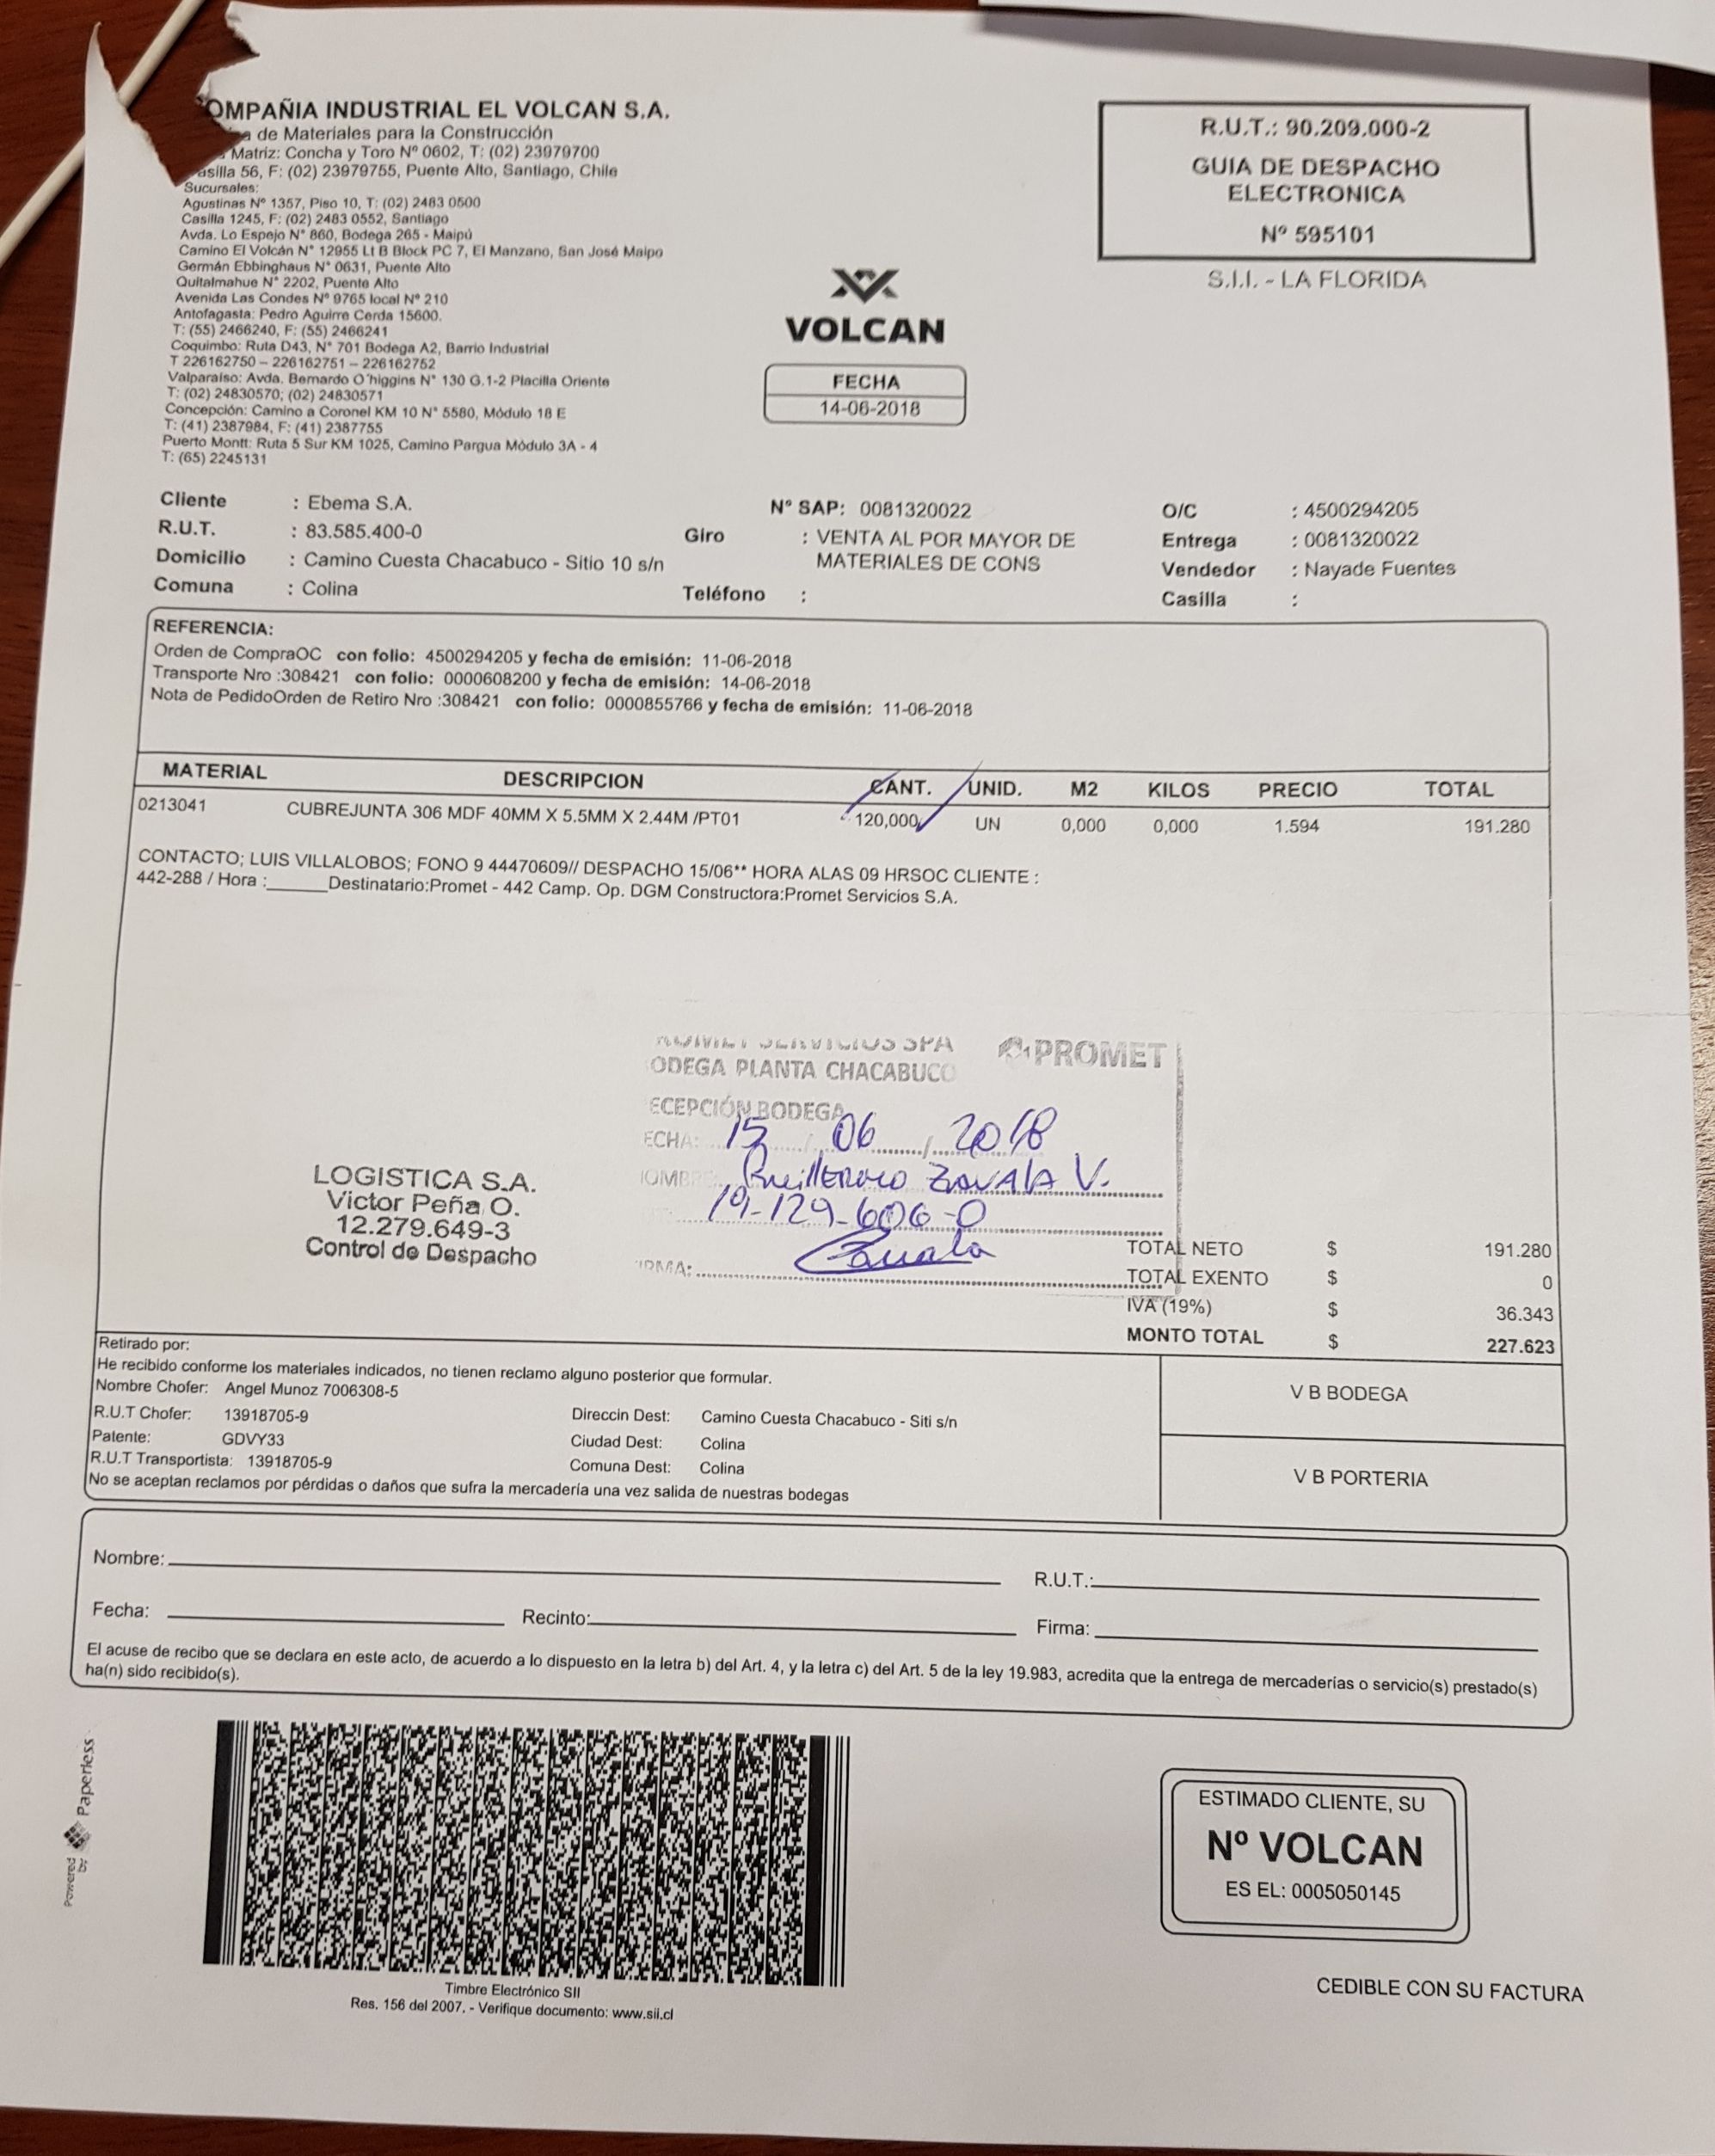 OMPAÑIA INDUSTRIAL EL VOLCAN S.A.
de Materiales para la Construcción
Matriz: Concha y Toro Nº 0602, T: (02) 23979700
asilla 56, F: (02) 23979755, Puente Alto, Santiago, Chile
Sucursales:
Agustinas Nº 1357, Piso 10, T: (02) 2483 0500
Casilla 1245, F: (02) 2483 0552, Santiago
Avda. Lo Espejo N° 860, Bodega 265 - Maipú
Camino El Volcán N° 12955 Lt B Block PC 7, El Manzano, San José Maipo
Germán Ebbinghaus N° 0631, Puente Alto
Quitalmahue N° 2202, Puente Alto
Avenida Las Condes Nº 9765 local N° 210
Antofagasta: Pedro Aguirre Cerda 15600.
T: (55) 2466240, F: (55) 2466241
Coquimbo: Ruta D43, N° 701 Bodega A2, Barrio Industrial
T 226162750 – 226162751 – 226162752
Valparaíso: Avda. Bernardo O'higgins N° 130 G.1-2 Placilla Oriente
T: (02) 24830570; (02) 24830571
Concepción: Camino a Coronel KM 10 N° 5580, Módulo 18 E
T: (41) 2387984, F: (41) 2387755
Puerto Montt: Ruta 5 Sur KM 1025, Camino Pargua Módulo 3A - 4
T: (65) 2245131
VOLCAN
FECHA
14-06-2018
R.U.T.: 90.209.000-2
GUIA DE DESPACHO
ELECTRONICA
Nº 595101
S.I.I. - LA FLORIDA
Cliente : Ebema S.A.
R.U.T. : 83.585.400-0
Domicilio : Camino Cuesta Chacabuco - Sitio 10 s/n
Comuna : Colina
Nº SAP: 0081320022
Giro : VENTA AL POR MAYOR DE
MATERIALES DE CONS
Teléfono :
O/C : 4500294205
Entrega : 0081320022
Vendedor : Nayade Fuentes
Casilla :
REFERENCIA:
Orden de CompraOC con folio: 4500294205 y fecha de emisión: 11-06-2018
Transporte Nro :308421 con folio: 0000608200 y fecha de emisión: 14-06-2018
Nota de PedidoOrden de Retiro Nro :308421 con folio: 0000855766 y fecha de emisión: 11-06-2018
MATERIAL DESCRIPCION CANT. UNID. M2 KILOS PRECIO TOTAL
0213041 CUBREJUNTA 306 MDF 40MM X 5.5MM X 2.44M /PT01 120,000 UN 0,000 0,000 1.594 191.280
CONTACTO; LUIS VILLALOBOS; FONO 9 44470609// DESPACHO 15/06** HORA ALAS 09 HRSOC CLIENTE :
442-288 / Hora :______Destinatario:Promet - 442 Camp. Op. DGM Constructora:Promet Servicios S.A.
SERVICIOS SPA PROMET
ODEGA PLANTA CHACABUCO
ECEPCIÓN BODEGA
ECHA: 15 / 06 / 2018
OMBRE Guillermo Zavala V.
19-129-606-0
IRMA: Zavala
LOGISTICA S.A.
Victor Peña O.
12.279.649-3
Control de Despacho
TOTAL NETO $ 191.280
TOTAL EXENTO $ 0
IVA (19%) $ 36.343
MONTO TOTAL $ 227.623
Retirado por:
He recibido conforme los materiales indicados, no tienen reclamo alguno posterior que formular.
Nombre Chofer: Angel Munoz 7006308-5
R.U.T Chofer: 13918705-9 Direccin Dest: Camino Cuesta Chacabuco - Siti s/n
Patente: GDVY33 Ciudad Dest: Colina
R.U.T Transportista: 13918705-9 Comuna Dest: Colina
No se aceptan reclamos por pérdidas o daños que sufra la mercadería una vez salida de nuestras bodegas
V B BODEGA
V B PORTERIA
Nombre: R.U.T.:
Fecha: Recinto: Firma:
El acuse de recibo que se declara en este acto, de acuerdo a lo dispuesto en la letra b) del Art. 4, y la letra c) del Art. 5 de la ley 19.983, acredita que la entrega de mercaderías o servicio(s) prestado(s)
ha(n) sido recibido(s).
Powered by Paperless
Timbre Electrónico SII
Res. 156 del 2007. - Verifique documento: www.sii.cl
ESTIMADO CLIENTE, SU
Nº VOLCAN
ES EL: 0005050145
CEDIBLE CON SU FACTURA